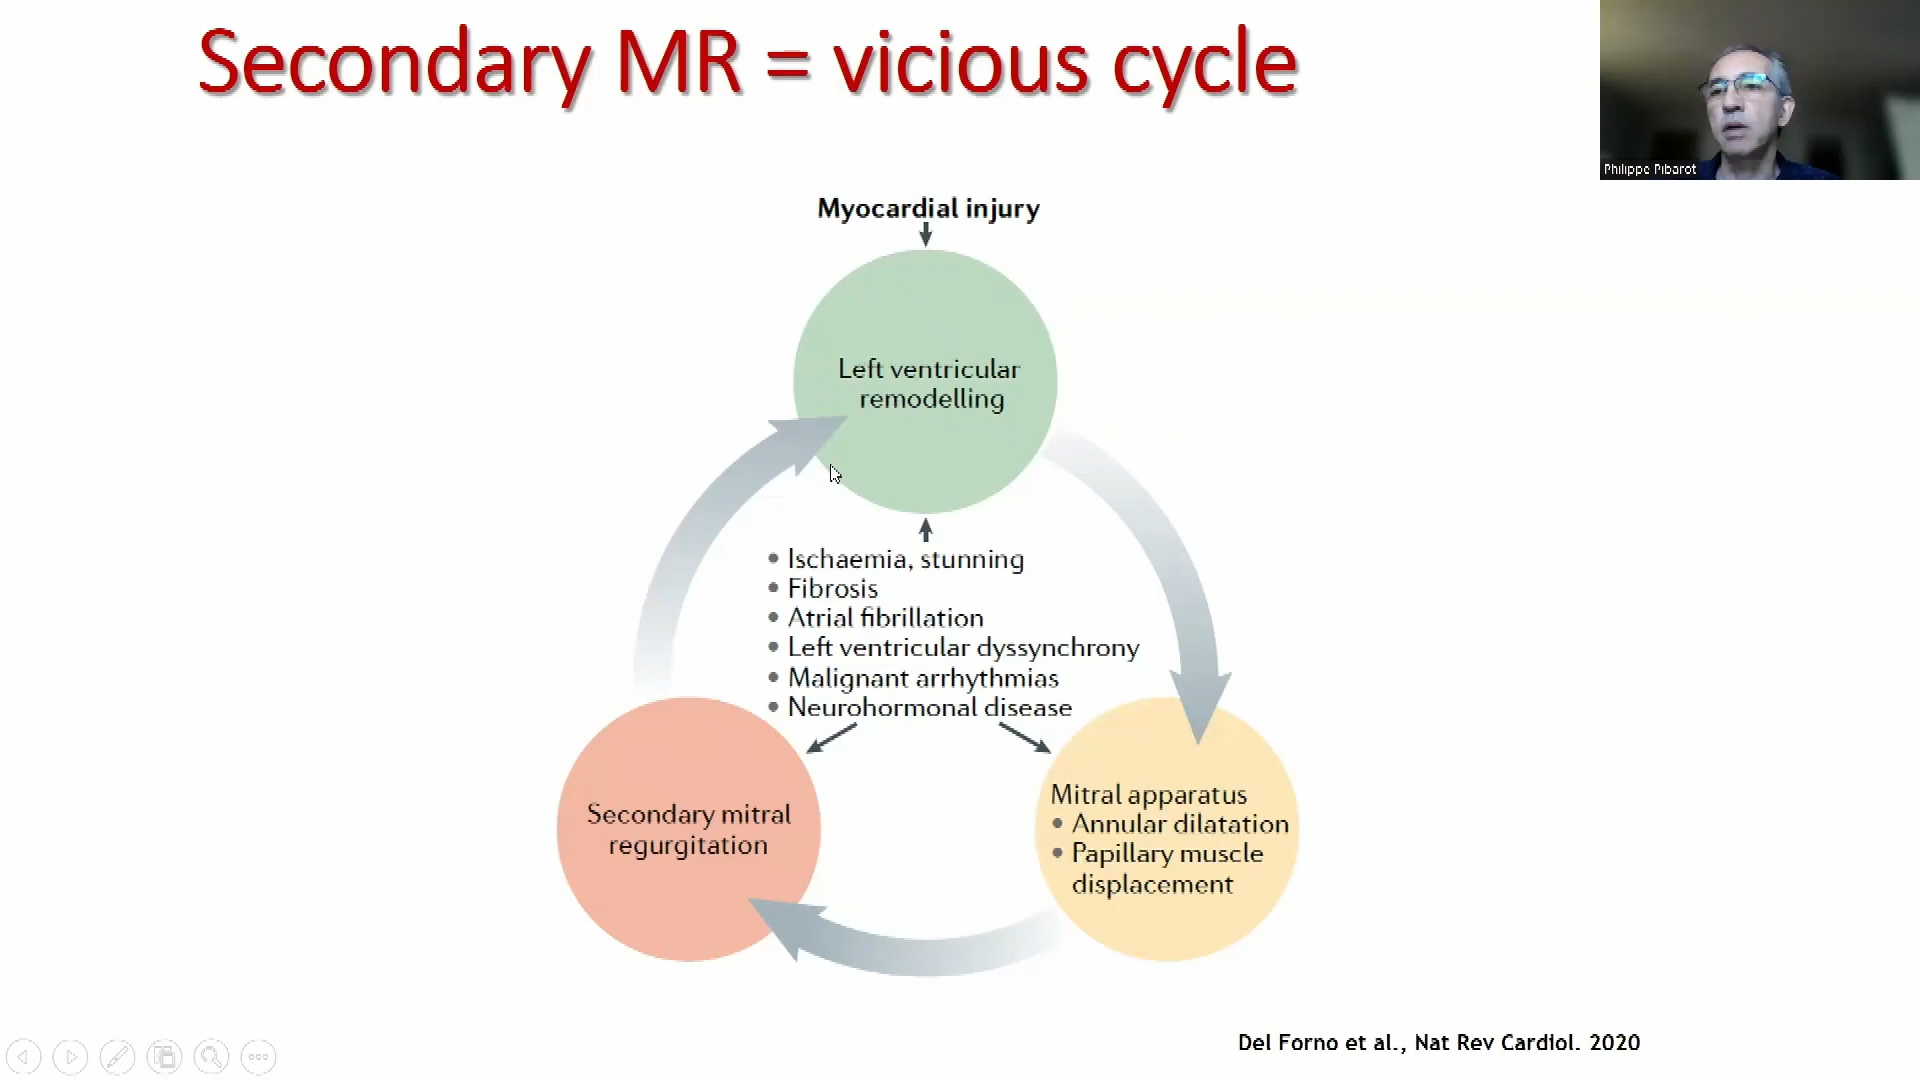 Secondary MR = vicious cycle
Philippe Pibarot
Myocardial injury
Left ventricular
remodelling
• Ischaemia, stunning
• Fibrosis
• Atrial fibrillation
• Left ventricular dyssynchrony
• Malignant arrhythmias
• Neurohormonal disease
Secondary mitral
regurgitation
Mitral apparatus
• Annular dilatation
• Papillary muscle
displacement
Del Forno et al., Nat Rev Cardiol. 2020